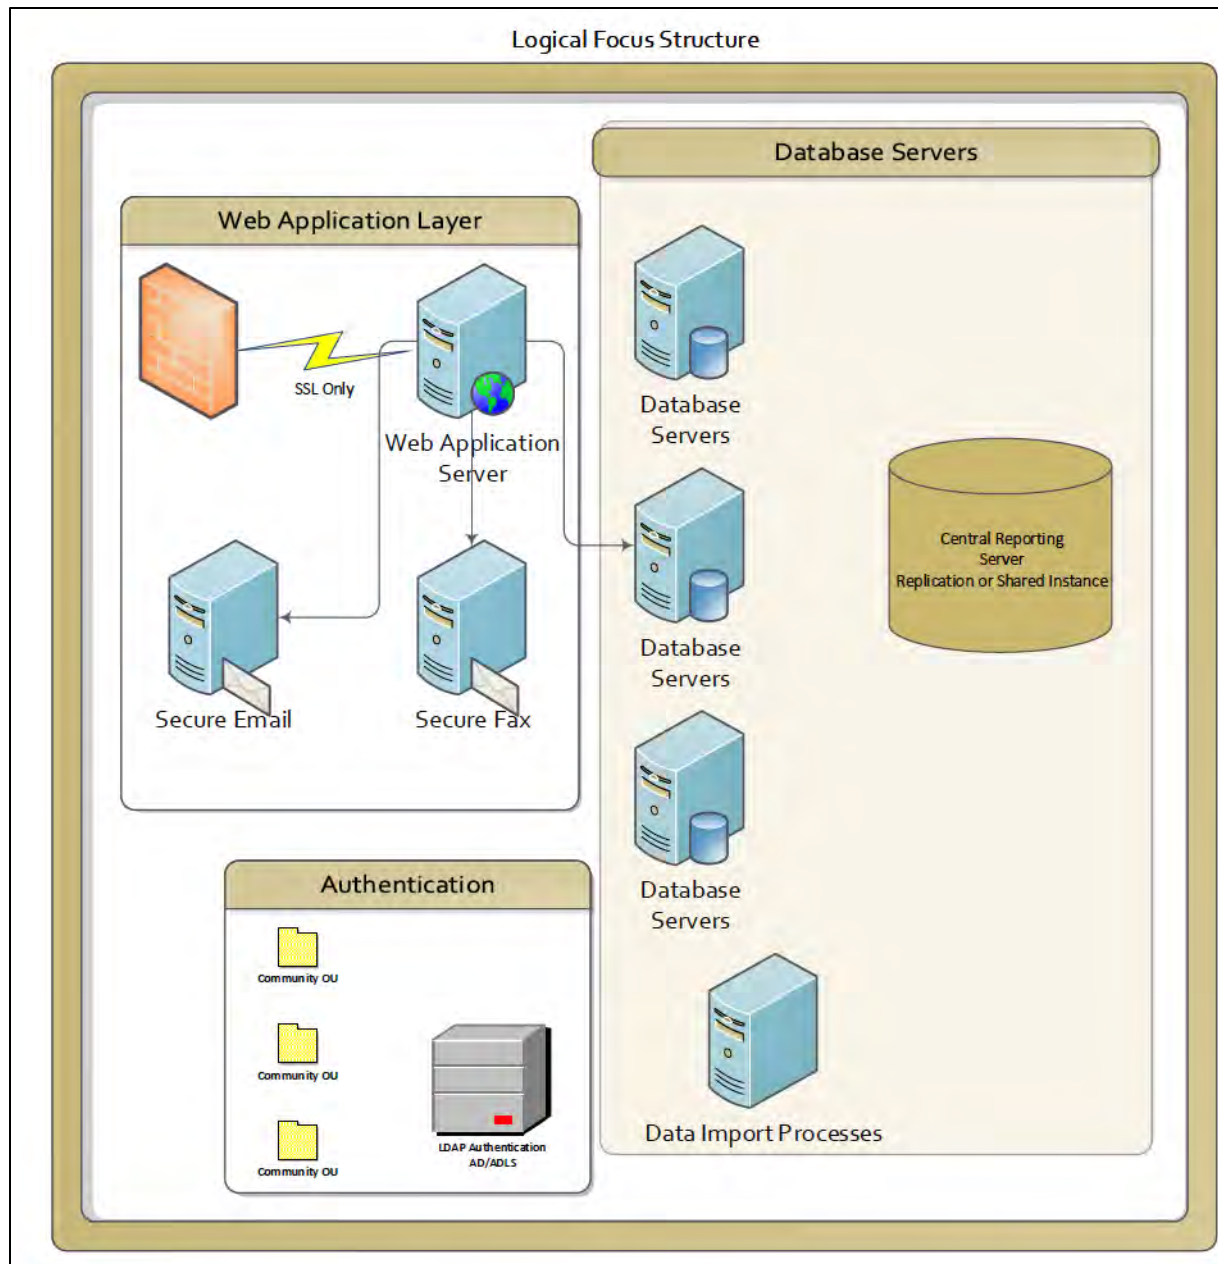 Logical Focus Structure
Database Servers
Web Application Layer
SSL Only
Web Application
Server
Secure Email
Secure Fax
Database
Servers
Database
Servers
Database
Servers
Central Reporting
Server
Replication or Shared Instance
Data Import Processes
Authentication
Community OU
Community OU
Community OU
LDAP Authentication
AD/ADLS